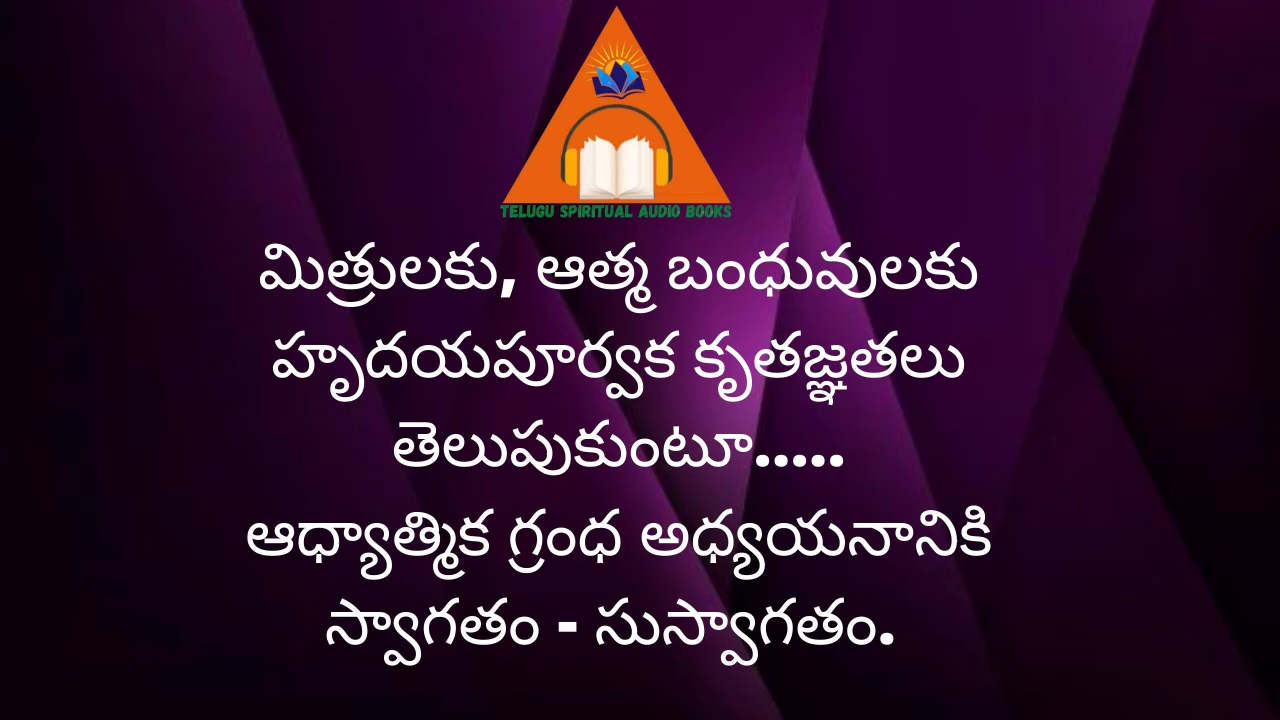 TELUGU SPIRITUAL AUDIO BOOKS
మిత్రులకు, ఆత్మ బంధువులకు
హృదయపూర్వక కృతజ్ఞతలు
తెలుపుకుంటూ.....
ఆధ్యాత్మిక గ్రంధ అధ్యయనానికి
స్వాగతం - సుస్వాగతం.